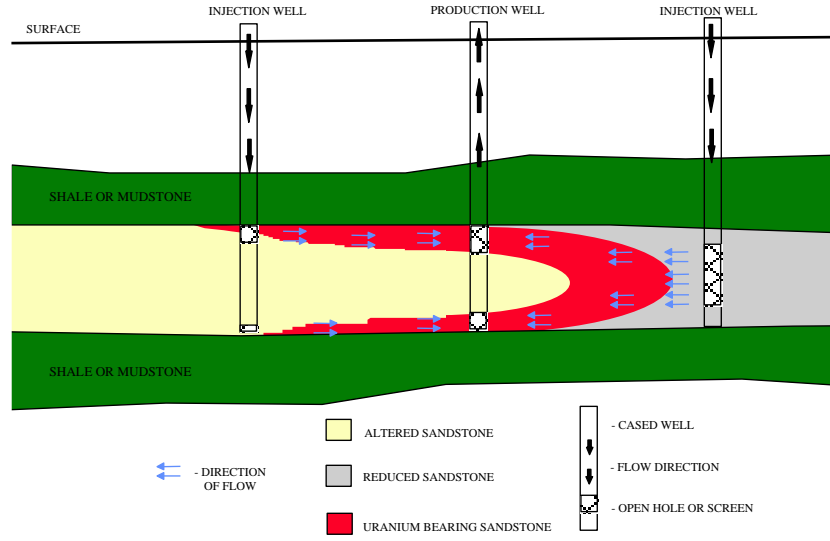 INJECTION WELL
PRODUCTION WELL
INJECTION WELL
SURFACE
SHALE OR MUDSTONE
SHALE OR MUDSTONE
ALTERED SANDSTONE
- CASED WELL
- DIRECTION
OF FLOW
REDUCED SANDSTONE
- FLOW DIRECTION
URANIUM BEARING SANDSTONE
- OPEN HOLE OR SCREEN